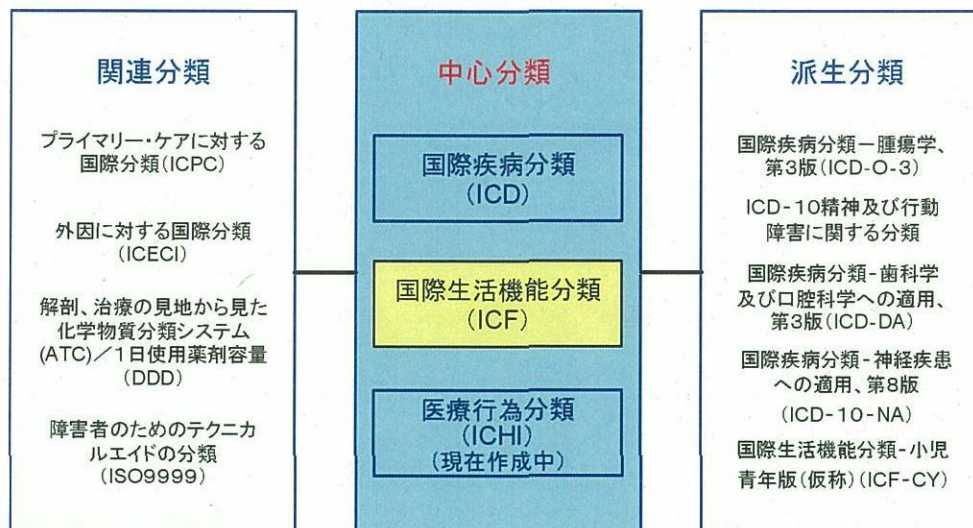 関連分類
プライマリー・ケアに対する
国際分類(ICPC)
外因に対する国際分類
(ICECI)
解剖、治療の見地から見た
化学物質分類システム
(ATC)／1日使用薬剤容量
(DDD)
障害者のためのテクニカ
ルエイドの分類
(ISO9999)
中心分類
国際疾病分類
(ICD)
国際生活機能分類
(ICF)
医療行為分類
(ICHI)
(現在作成中)
派生分類
国際疾病分類ー腫瘍学、
第3版(ICD-O-3)
ICD-10精神及び行動
障害に関する分類
国際疾病分類-歯科学
及び口腔科学への適用、
第3版(ICD-DA)
国際疾病分類-神経疾患
への適用、第8版
(ICD-10-NA)
国際生活機能分類-小児
青年版(仮称)(ICF-CY)